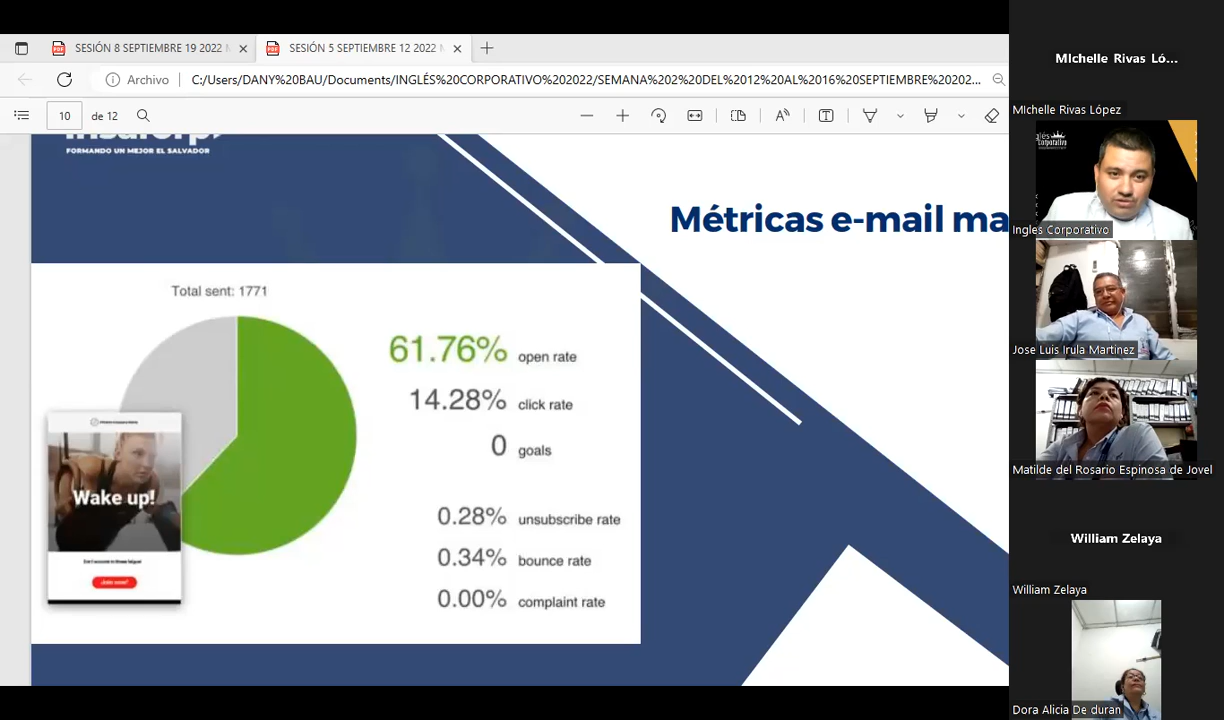 SESIÓN 8 SEPTIEMBRE 19 2022
SESIÓN 5 SEPTIEMBRE 12 2022
Archivo
C:/Users/DANY%20BAU/Documents/INGLÉS%20CORPORATIVO%202022/SEMANA%202%20DEL%2012%20AL%2016%20SEPTIEMBRE%202...
10 de 12
FORMANDO UN MEJOR EL SALVADOR
Métricas e-mail ma
Total sent: 1771
61.76% open rate
14.28% click rate
0 goals
0.28% unsubscribe rate
0.34% bounce rate
0.00% complaint rate
Wake up!
MIchelle Rivas Ló...
MIchelle Rivas López
Ingles Corporativo
Jose Luis Irula Martinez
Matilde del Rosario Espinosa de Jovel
William Zelaya
William Zelaya
Dora Alicia De duran